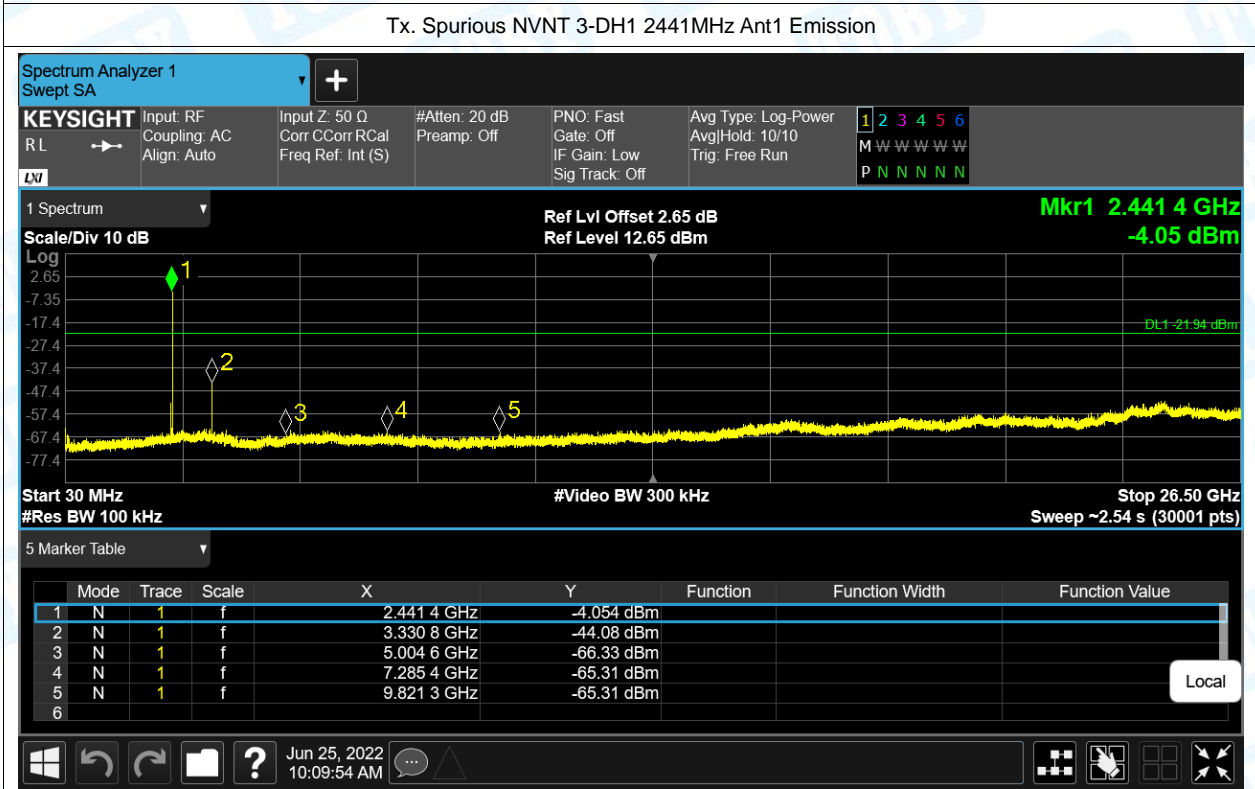 Tx. Spurious NVNT 3-DH1 2441MHz Ant1 Emission
Spectrum Analyzer 1
Swept SA
KEYSIGHT Input: RF Input Z: 50 Ω #Atten: 20 dB PNO: Fast Avg Type: Log-Power 1 2 3 4 5 6
RL Coupling: AC Corr CCorr RCal Preamp: Off Gate: Off Avg|Hold: 10/10 M W W W W W
Align: Auto Freq Ref: Int (S) IF Gain: Low Trig: Free Run
LXI Sig Track: Off P N N N N N
1 Spectrum Ref Lvl Offset 2.65 dB Mkr1 2.441 4 GHz
Scale/Div 10 dB Ref Level 12.65 dBm -4.05 dBm
Log
1
2.65
-7.35
-17.4
DL1 -21.94 dBm
-27.4
2
-37.4
-47.4
3 4 5
-57.4
-67.4
-77.4
Start 30 MHz #Video BW 300 kHz Stop 26.50 GHz
#Res BW 100 kHz Sweep ~2.54 s (30001 pts)
5 Marker Table
Mode Trace Scale X Y Function Function Width Function Value
1 N 1 f 2.441 4 GHz -4.054 dBm
2 N 1 f 3.330 8 GHz -44.08 dBm
3 N 1 f 5.004 6 GHz -66.33 dBm
4 N 1 f 7.285 4 GHz -65.31 dBm
5 N 1 f 9.821 3 GHz -65.31 dBm
6
Local
? Jun 25, 2022
10:09:54 AM